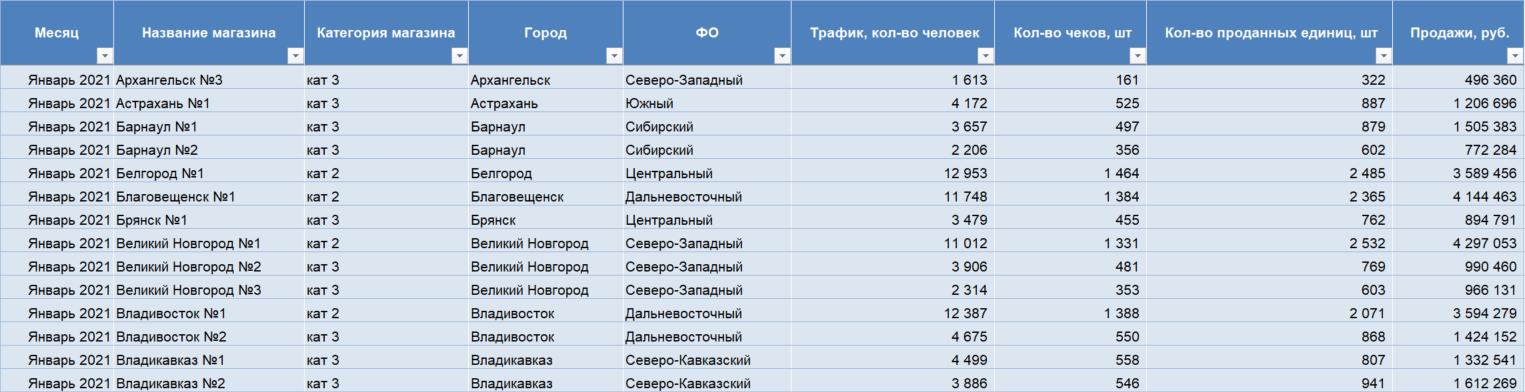 Месяц Название магазина Категория магазина Город ФО Трафик, кол-во человек Кол-во чеков, шт Кол-во проданных единиц, шт Продажи, руб.
Январь 2021 Архангельск №3 кат 3 Архангельск Северо-Западный 1 613 161 322 496 360
Январь 2021 Астрахань №1 кат 3 Астрахань Южный 4 172 525 887 1 206 696
Январь 2021 Барнаул №1 кат 3 Барнаул Сибирский 3 657 497 879 1 505 383
Январь 2021 Барнаул №2 кат 3 Барнаул Сибирский 2 206 356 602 772 284
Январь 2021 Белгород №1 кат 2 Белгород Центральный 12 953 1 464 2 485 3 589 456
Январь 2021 Благовещенск №1 кат 2 Благовещенск Дальневосточный 11 748 1 384 2 365 4 144 463
Январь 2021 Брянск №1 кат 3 Брянск Центральный 3 479 455 762 894 791
Январь 2021 Великий Новгород №1 кат 2 Великий Новгород Северо-Западный 11 012 1 331 2 532 4 297 053
Январь 2021 Великий Новгород №2 кат 3 Великий Новгород Северо-Западный 3 906 481 769 990 460
Январь 2021 Великий Новгород №3 кат 3 Великий Новгород Северо-Западный 2 314 353 603 966 131
Январь 2021 Владивосток №1 кат 2 Владивосток Дальневосточный 12 387 1 388 2 071 3 594 279
Январь 2021 Владивосток №2 кат 3 Владивосток Дальневосточный 4 675 550 868 1 424 152
Январь 2021 Владикавказ №1 кат 3 Владикавказ Северо-Кавказский 4 499 558 807 1 332 541
Январь 2021 Владикавказ №2 кат 3 Владикавказ Северо-Кавказский 3 886 546 941 1 612 269